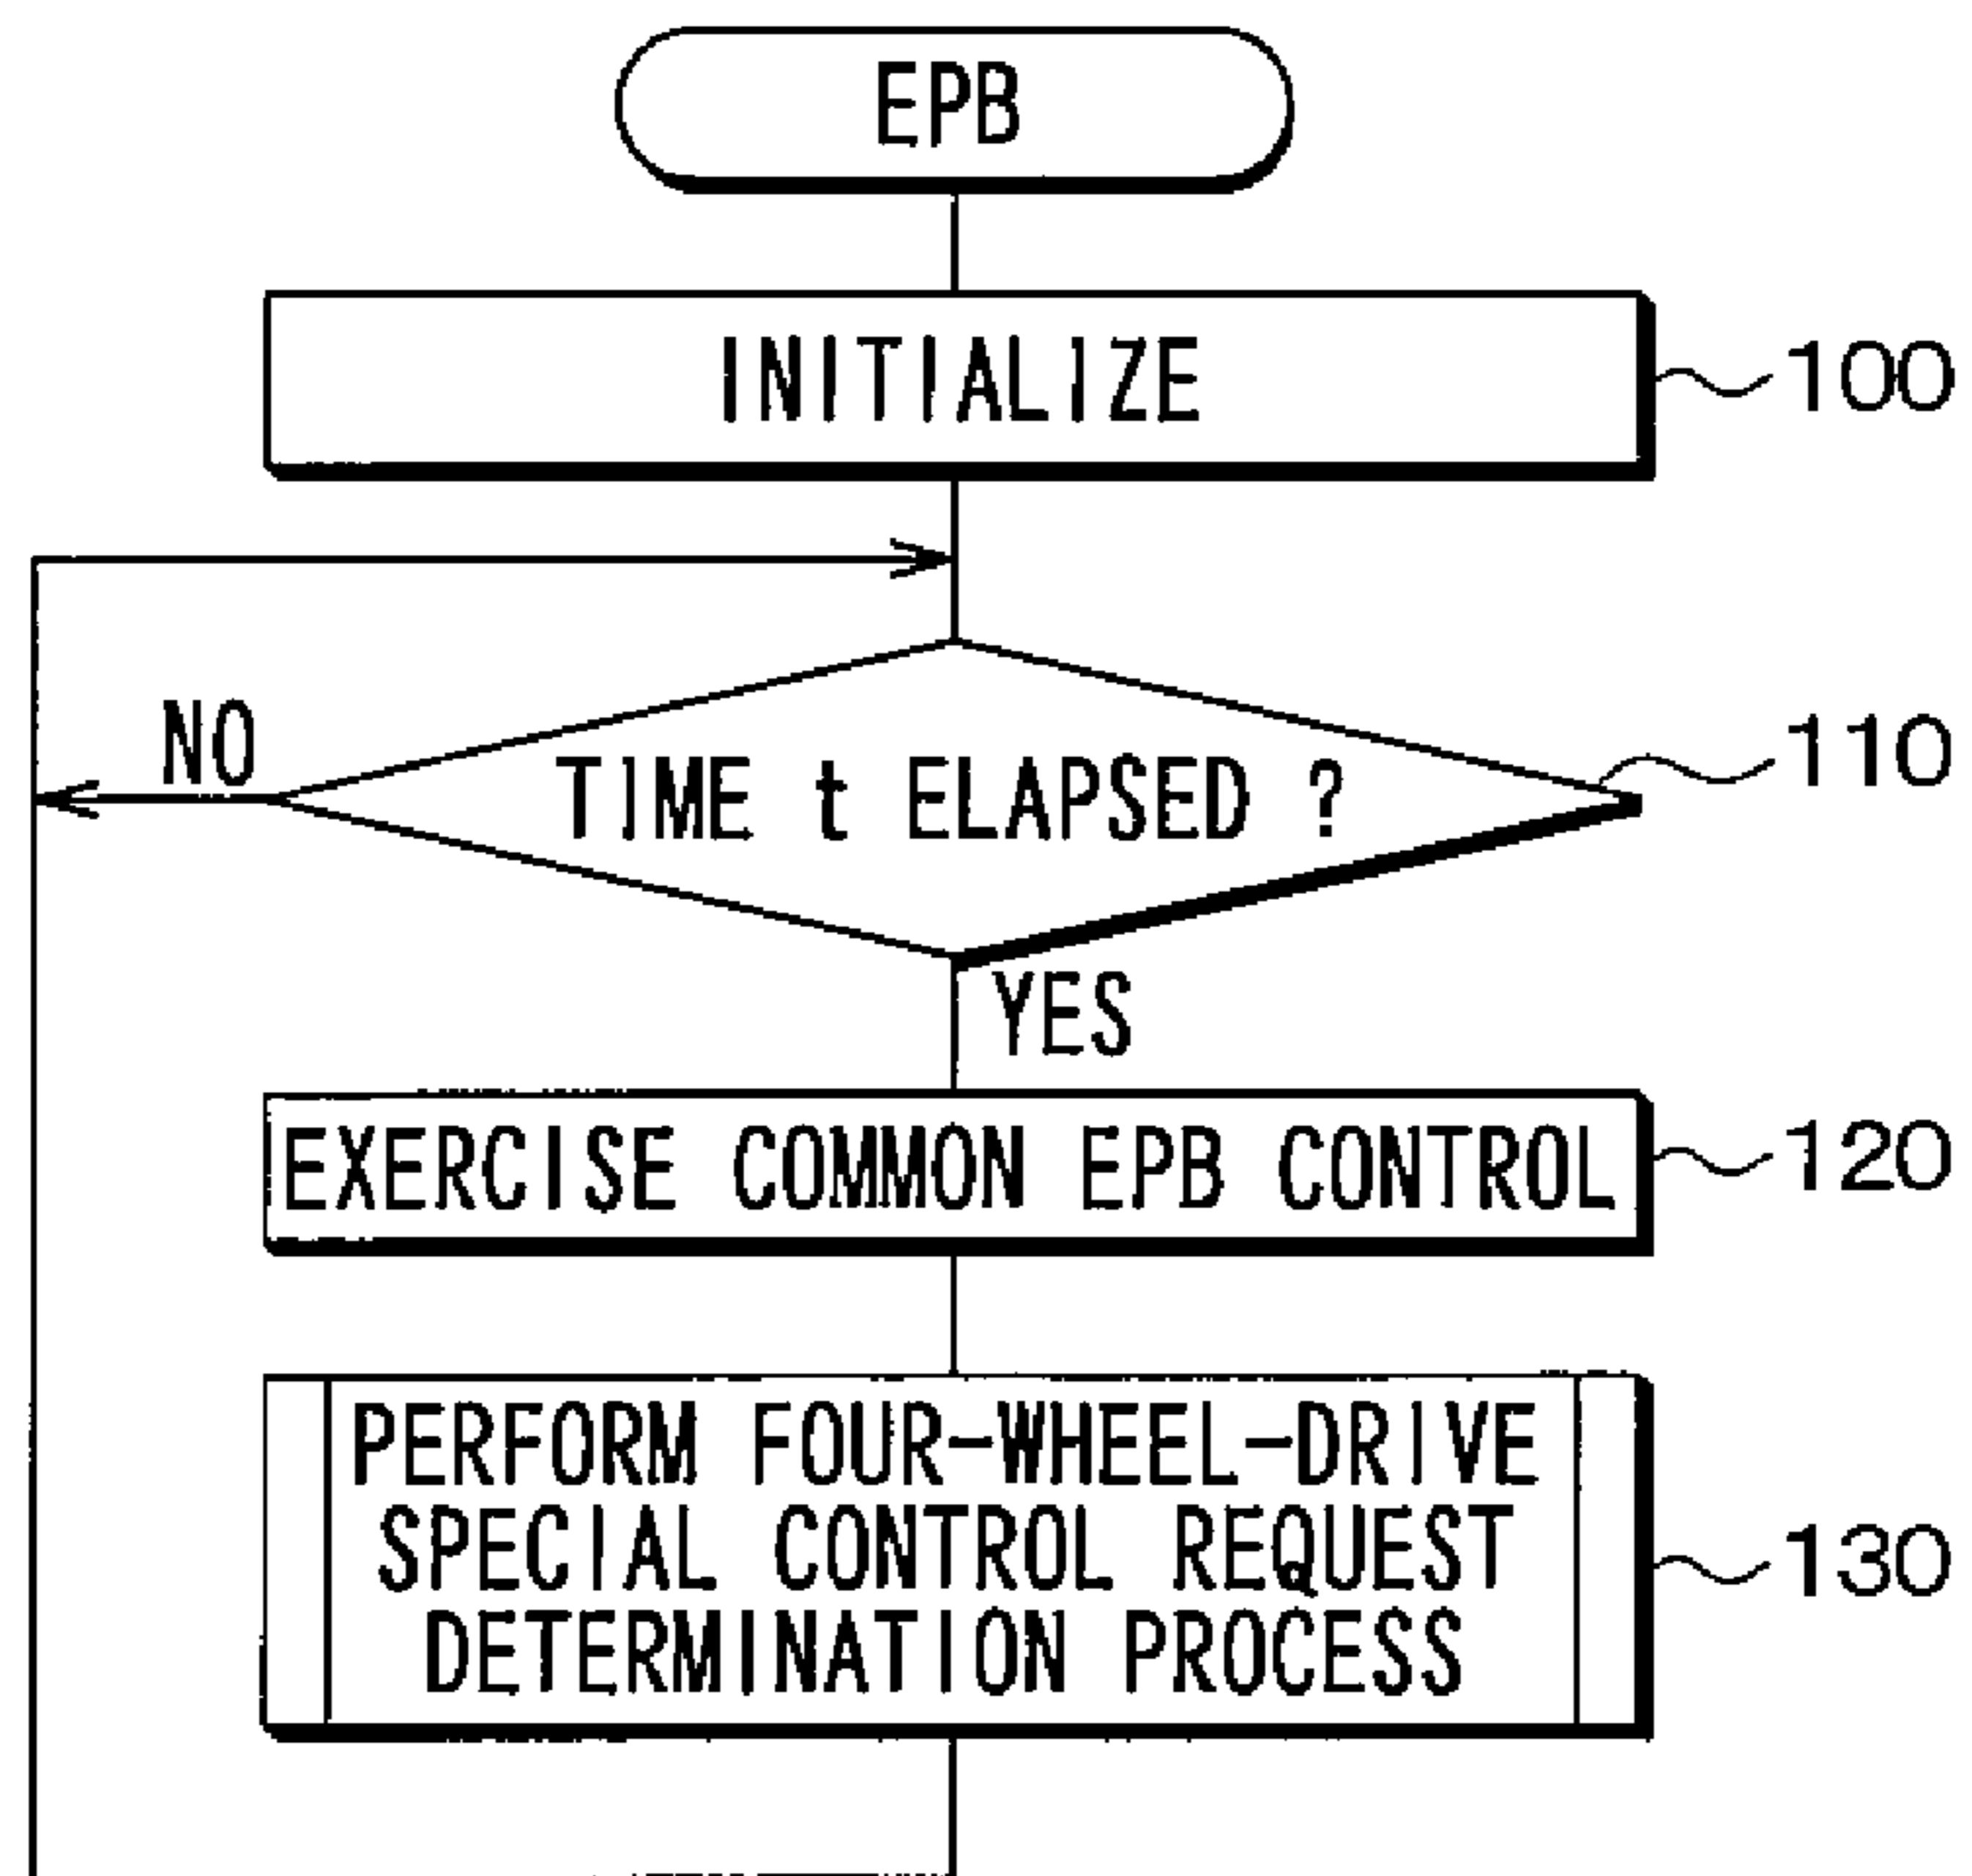 EPB
INITIALIZE
100
NO
TIME t ELAPSED ?
110
YES
EXERCISE COMMON EPB CONTROL
120
PERFORM FOUR-WHEEL-DRIVE
SPECIAL CONTROL REQUEST
DETERMINATION PROCESS
130